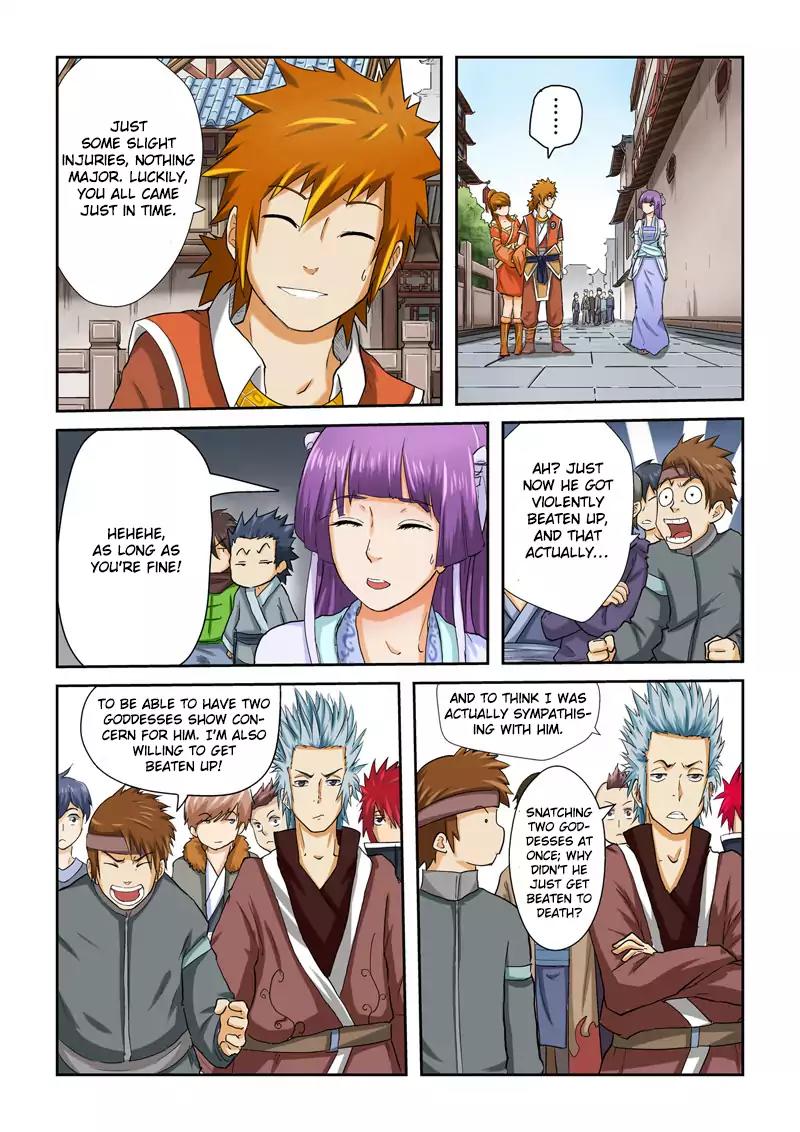 JUST
SOME SLIGHT
INJURIES, NOTHING
MAJOR. LUCKILY,
YOU ALL CAME
JUST IN TIME.
......
HEHEHE,
AS LONG AS
YOU'RE FINE!
AH? JUST
NOW HE GOT
VIOLENTLY
BEATEN UP,
AND THAT
ACTUALLY...
TO BE ABLE TO HAVE TWO
GODDESSES SHOW CON-
CERN FOR HIM. I'M ALSO
WILLING TO GET
BEATEN UP!
AND TO THINK I WAS
ACTUALLY SYMPATHIS-
ING WITH HIM.
SNATCHING
TWO GOD-
DESSES AT
ONCE; WHY
DIDN'T HE
JUST GET
BEATEN TO
DEATH?